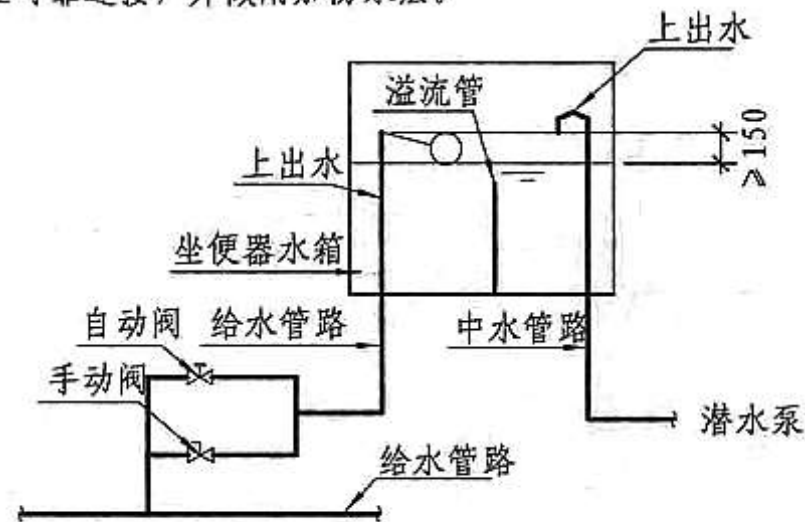 上出水
溢流管
≥150
上出水
坐便器水箱
自动阀
给水管路
中水管路
手动阀
潜水泵
给水管路